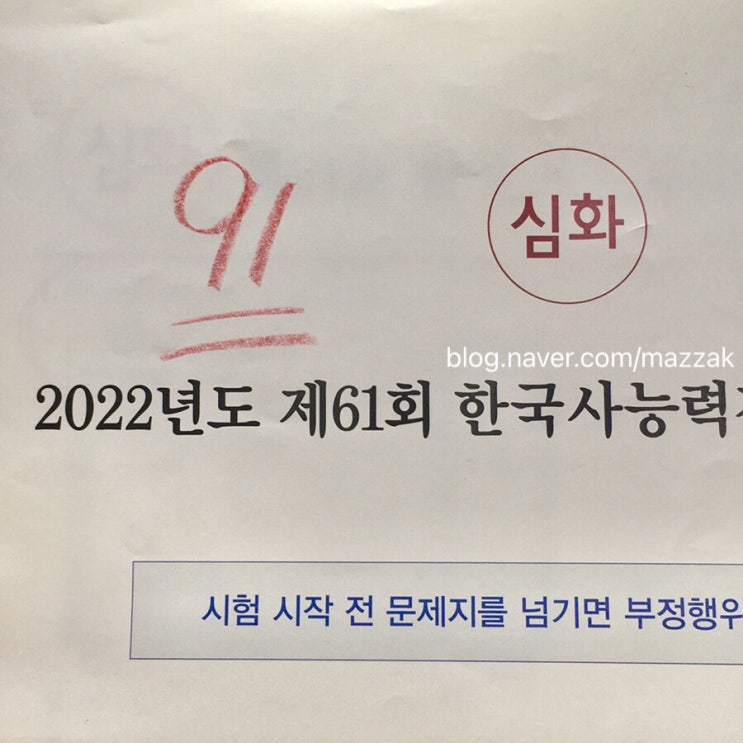 91
심화
blog.naver.com/mazzak
2022년도 제61회 한국사능력
시험 시작 전 문제지를 넘기면 부정행위